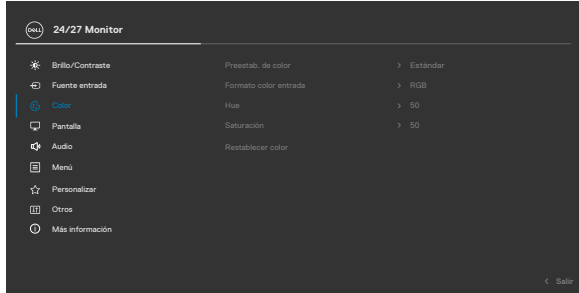 DELL 24/27 Monitor
Brillo/Contraste
Fuente entrada
Color
Pantalla
Audio
Menú
Personalizar
Otros
Más información
Preestab. de color > Estándar
Formato color entrada > RGB
Hue > 50
Saturación > 50
Restablecer color
< Salir